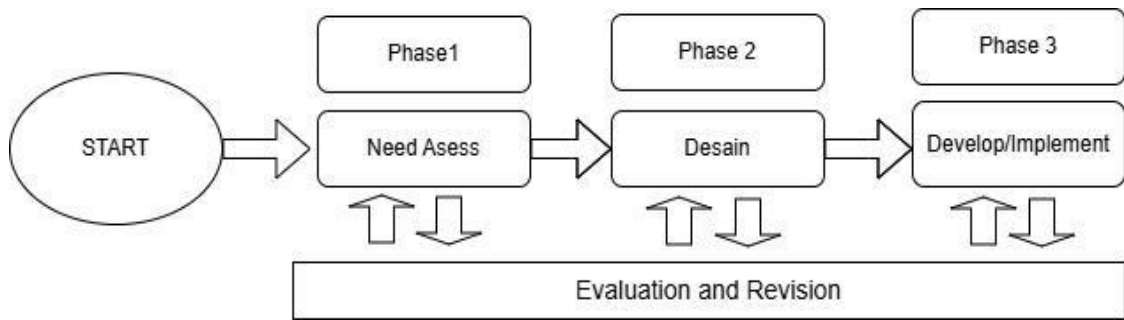 Phase1
Phase 2
Phase 3
START
Need Asess
Desain
Develop/Implement
Evaluation and Revision